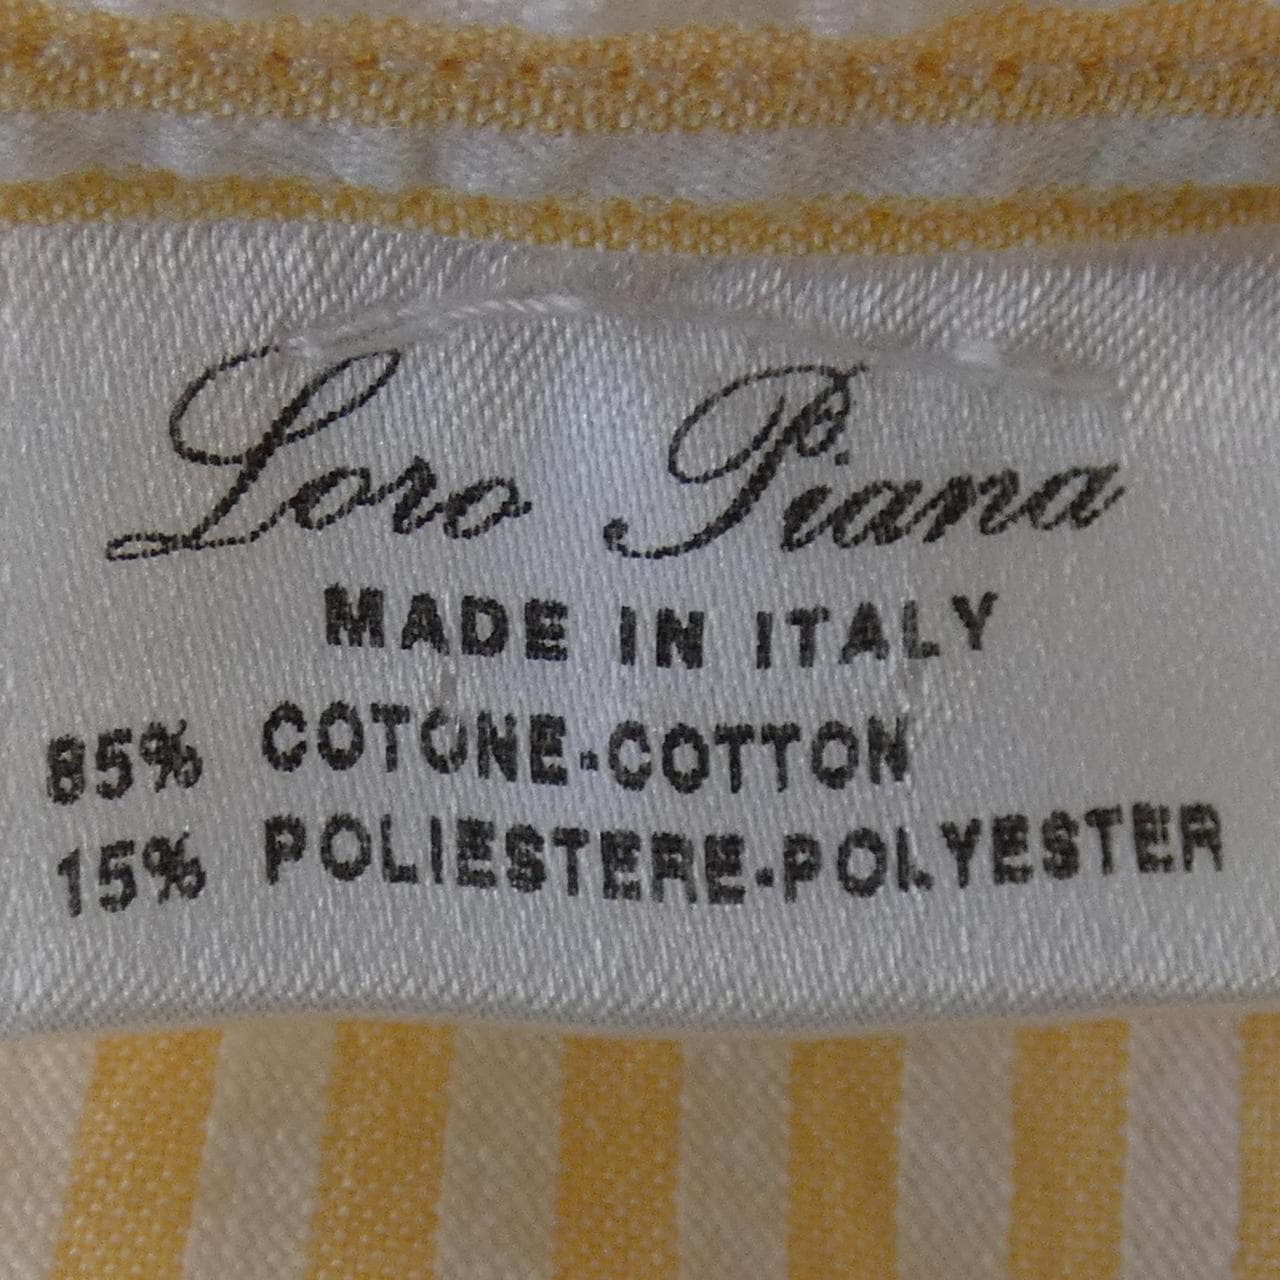 Loro Piana
MADE IN ITALY
85% COTONE-COTTON
15% POLIESTERE-POLYESTER